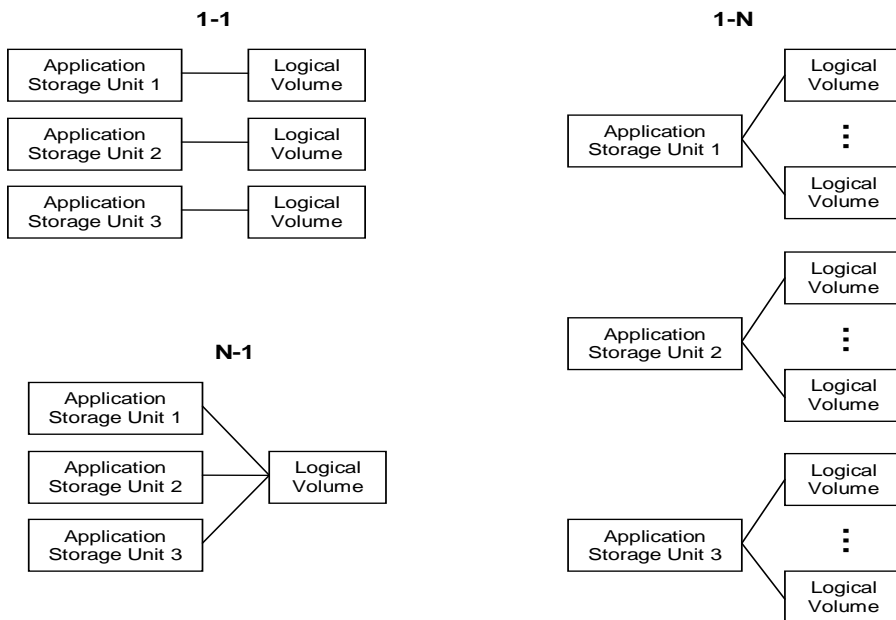 1-1
Application
Storage Unit 1
Logical
Volume
Application
Storage Unit 2
Logical
Volume
Application
Storage Unit 3
Logical
Volume
N-1
Application
Storage Unit 1
Application
Storage Unit 2
Application
Storage Unit 3
Logical
Volume
1-N
Application
Storage Unit 1
Logical
Volume
Logical
Volume
Application
Storage Unit 2
Logical
Volume
Logical
Volume
Application
Storage Unit 3
Logical
Volume
Logical
Volume